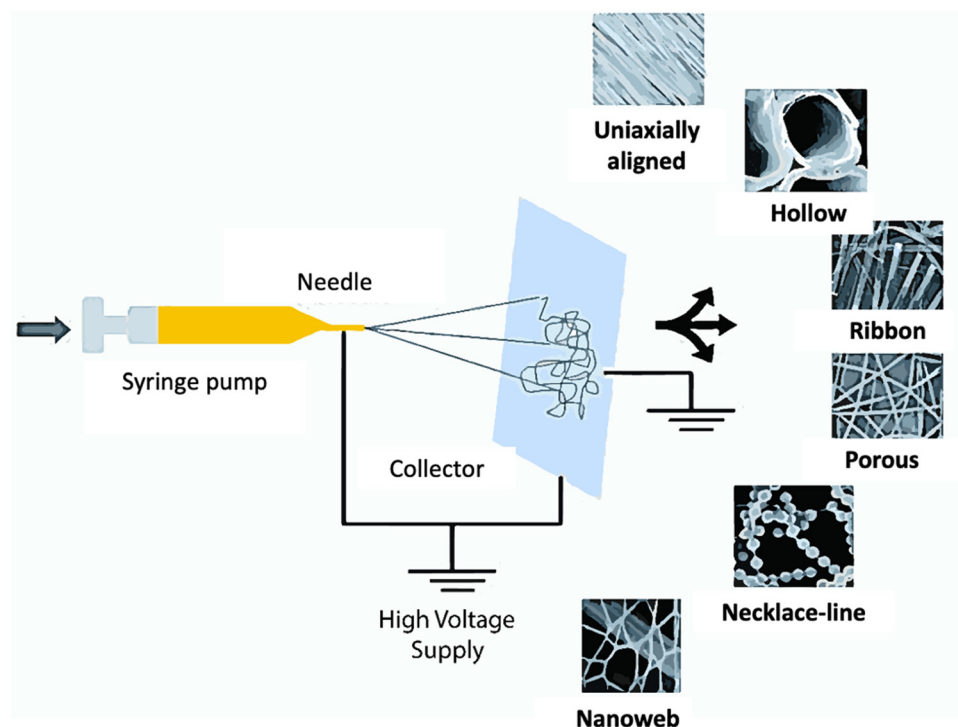 Uniaxially
aligned
Hollow
Needle
Ribbon
Syringe pump
Porous
Collector
Necklace-line
High Voltage
Supply
Nanoweb